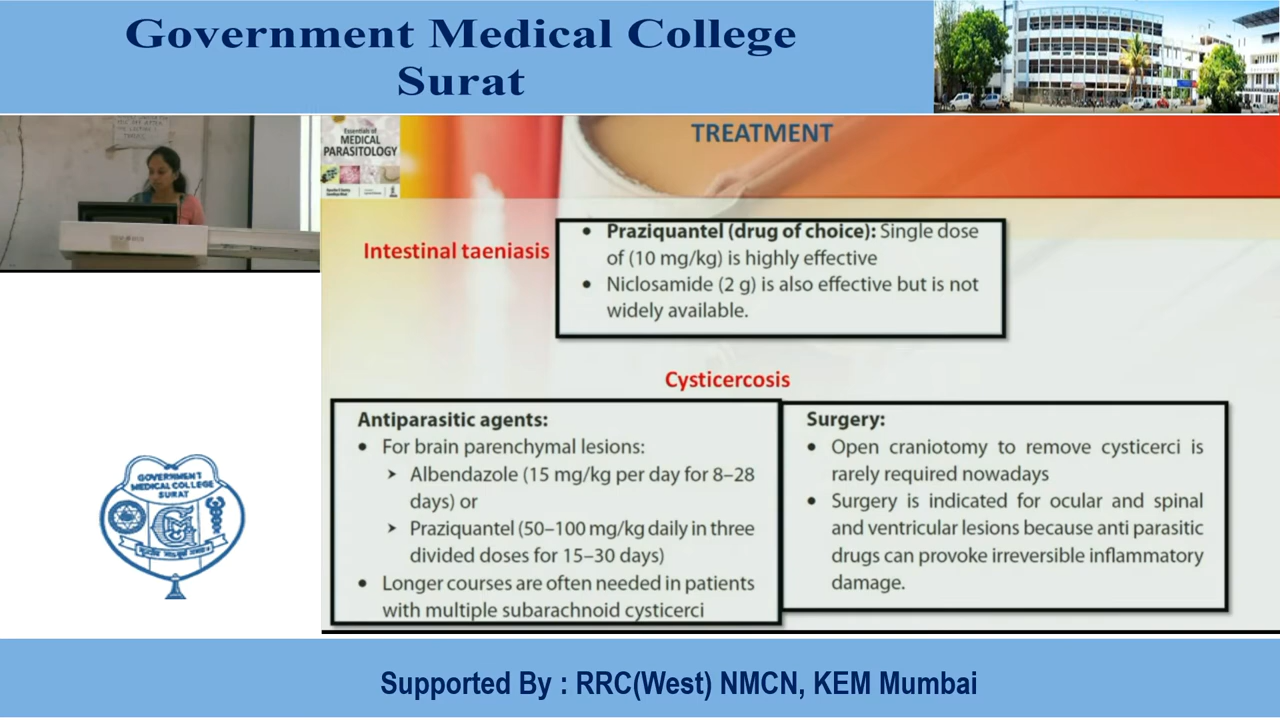 Government Medical College
Surat
Essentials of
MEDICAL
PARASITOLOGY
TREATMENT
Intestinal taeniasis
• Praziquantel (drug of choice): Single dose
of (10 mg/kg) is highly effective
• Niclosamide (2 g) is also effective but is not
widely available.
Cysticercosis
Antiparasitic agents:
• For brain parenchymal lesions:
➤ Albendazole (15 mg/kg per day for 8–28
days) or
➤ Praziquantel (50–100 mg/kg daily in three
divided doses for 15–30 days)
• Longer courses are often needed in patients
with multiple subarachnoid cysticerci
Surgery:
• Open craniotomy to remove cysticerci is
rarely required nowadays
• Surgery is indicated for ocular and spinal
and ventricular lesions because anti parasitic
drugs can provoke irreversible inflammatory
damage.
GOVERNMENT
MEDICAL COLLEGE
SURAT
Supported By : RRC(West) NMCN, KEM Mumbai